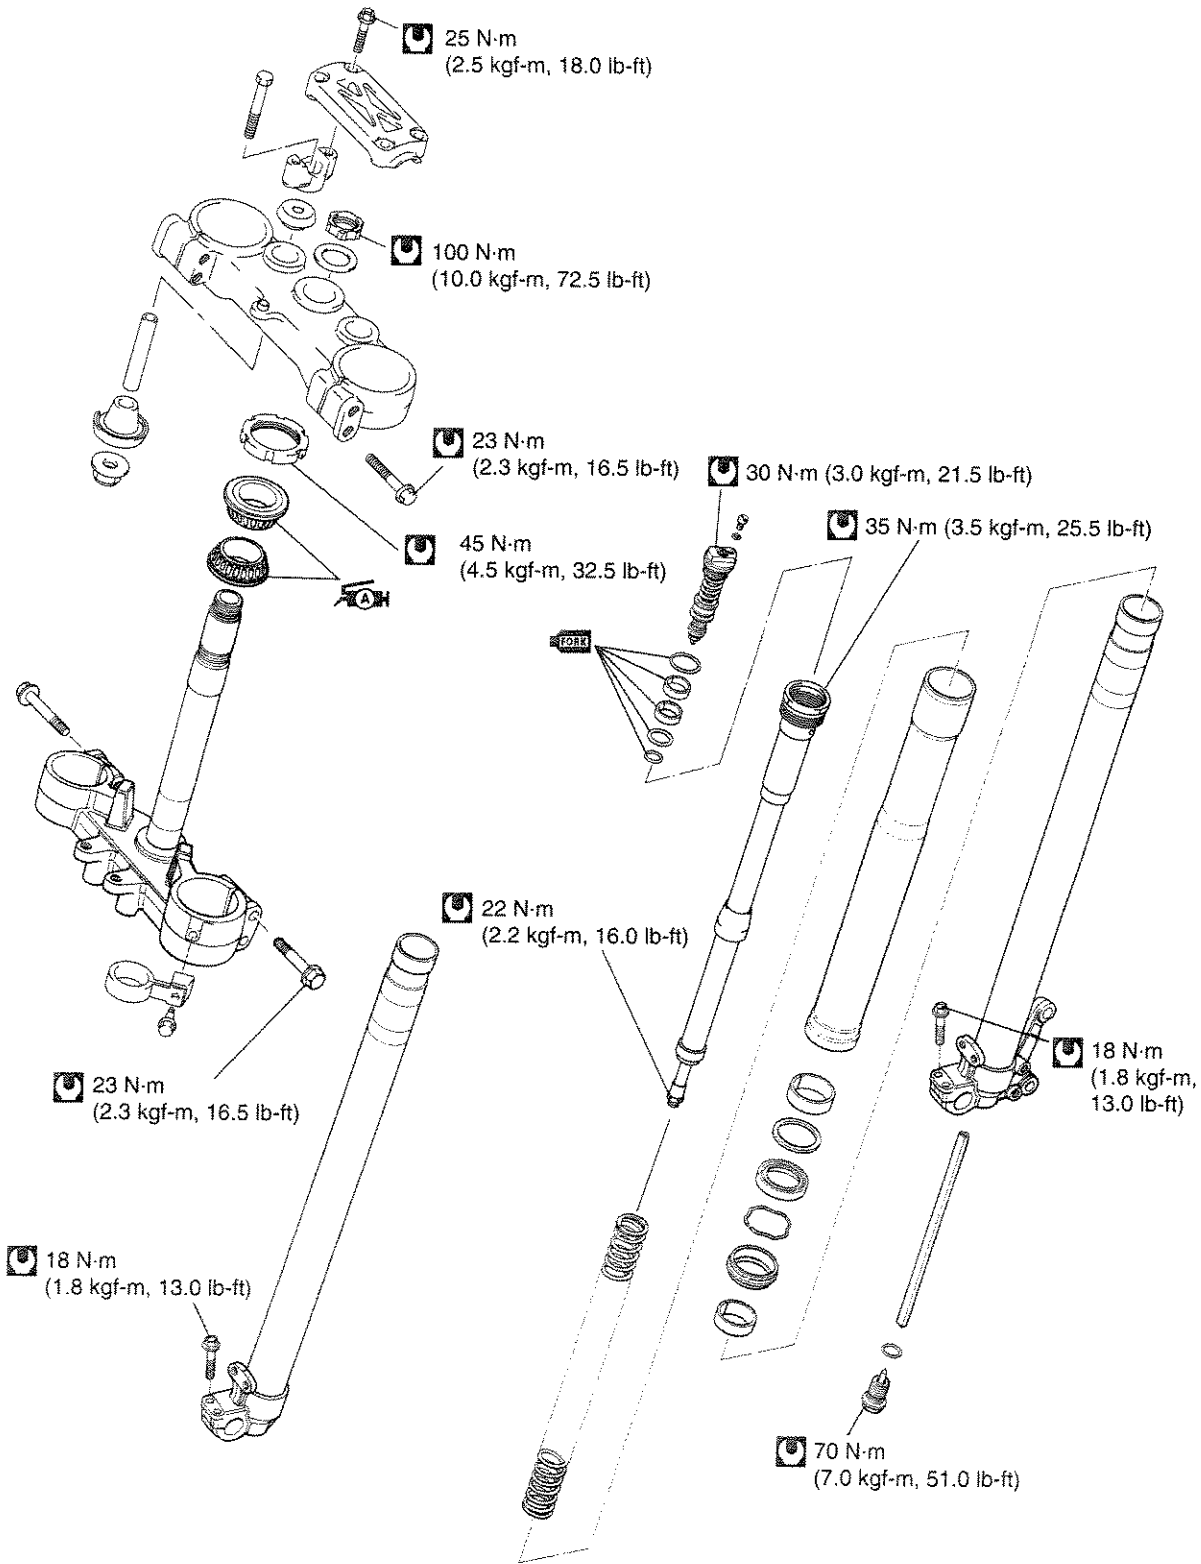 25 N·m
(2.5 kgf-m, 18.0 lb-ft)
100 N·m
(10.0 kgf-m, 72.5 lb-ft)
23 N·m
(2.3 kgf-m, 16.5 lb-ft)
30 N·m (3.0 kgf-m, 21.5 lb-ft)
35 N·m (3.5 kgf-m, 25.5 lb-ft)
45 N·m
(4.5 kgf-m, 32.5 lb-ft)
A
FORK
22 N·m
(2.2 kgf-m, 16.0 lb-ft)
18 N·m
(1.8 kgf-m,
13.0 lb-ft)
23 N·m
(2.3 kgf-m, 16.5 lb-ft)
18 N·m
(1.8 kgf-m, 13.0 lb-ft)
70 N·m
(7.0 kgf-m, 51.0 lb-ft)